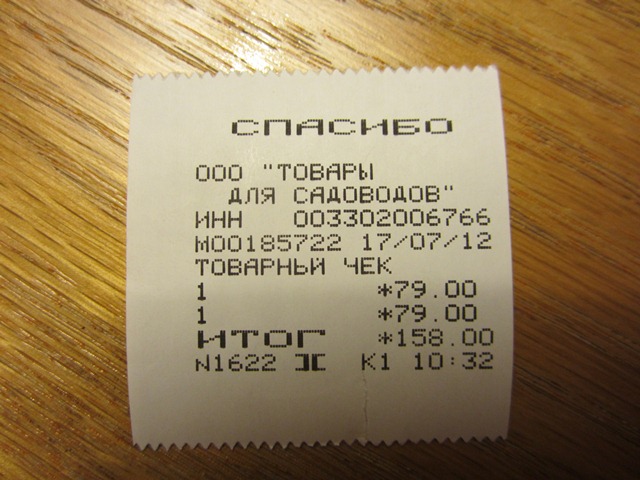 СПАСИБО
ООО "ТОВАРЫ
ДЛЯ САДОВОДОВ"
ИНН 003302006766
М00185722 17/07/12
ТОВАРНЫЙ ЧЕК
1 *79.00
1 *79.00
ИТОГ *158.00
N1622 К1 10:32